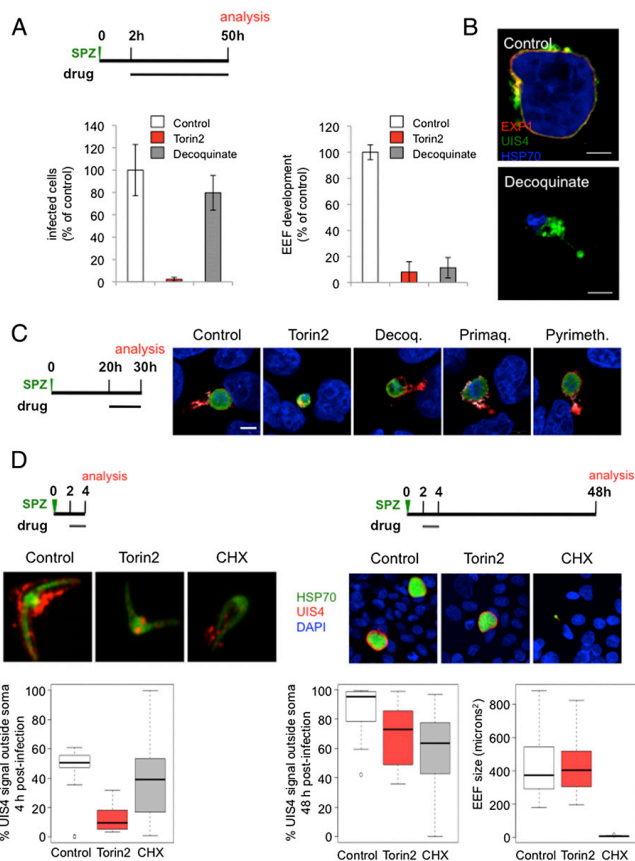 A
analysis
0 2h 50h
SPZ
drug
Control
Torin2
Decoquinate
infected cells
(% of control)
140
120
100
80
60
40
20
0
Control
Torin2
Decoquinate
EEF development
(% of control)
120
100
80
60
40
20
0
B
Control
EXP1
UIS4
HSP70
Decoquinate
C
analysis
0 20h 30h
SPZ
drug
Control Torin2 Decoq. Primaq. Pyrimeth.
D
analysis
0 2 4
SPZ
drug
Control Torin2 CHX
% UIS4 signal outside soma
4 h post-infection
100
80
60
40
20
0
Control Torin2 CHX
analysis
0 2 4 48h
SPZ
drug
Control Torin2 CHX
HSP70
UIS4
DAPI
% UIS4 signal outside soma
48 h post-infection
100
80
60
40
20
0
Control Torin2 CHX
EEF size (microns²)
800
600
400
200
0
Control Torin2 CHX